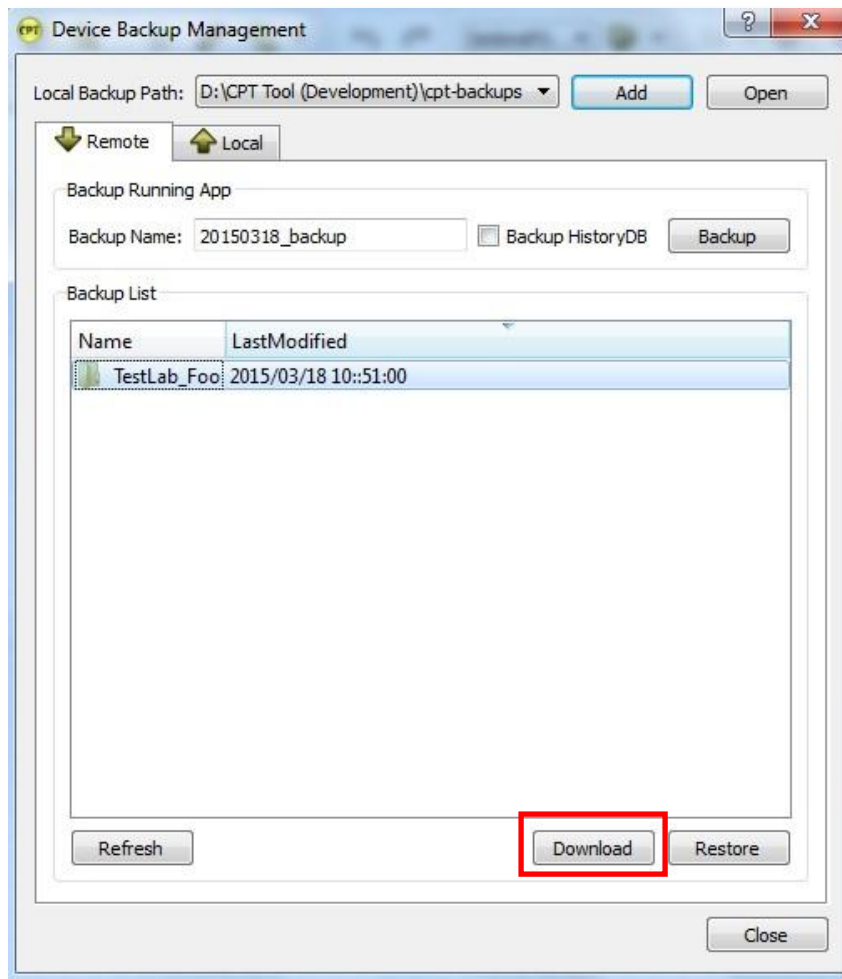 CPT Device Backup Management ? X
Local Backup Path: D:\CPT Tool (Development)\cpt-backups Add Open
Remote Local
Backup Running App
Backup Name: 20150318_backup Backup HistoryDB Backup
Backup List
Name LastModified
TestLab_Foo 2015/03/18 10::51:00
Refresh Download Restore
Close